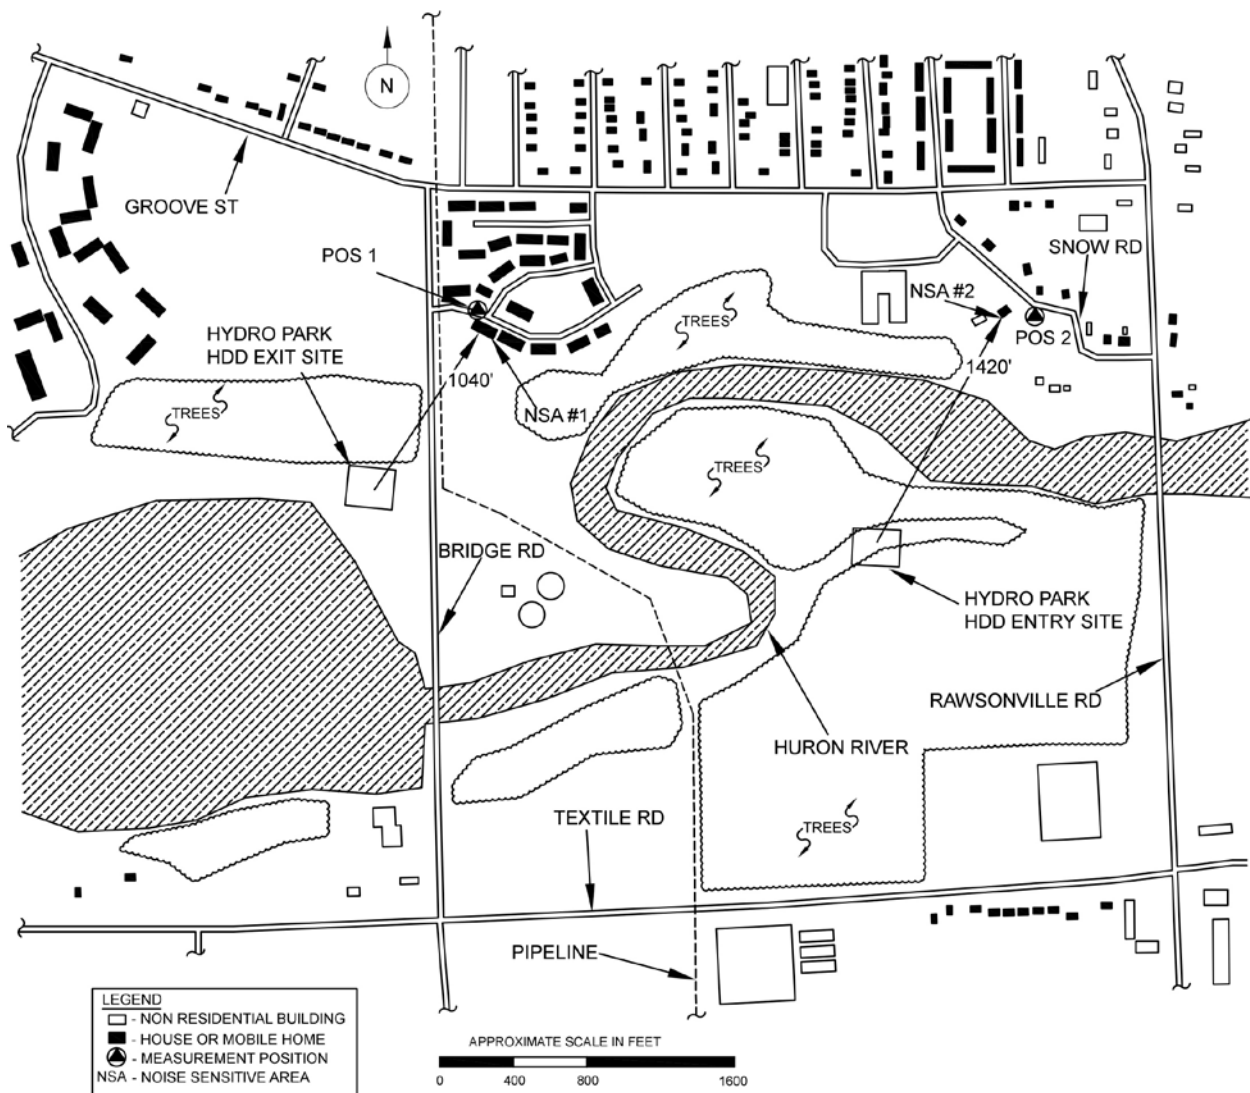 N
GROOVE ST
POS 1
SNOW RD
NSA #2
TREES
POS 2
HYDRO PARK
HDD EXIT SITE
1040'
1420'
TREES
NSA #1
TREES
BRIDGE RD
HYDRO PARK
HDD ENTRY SITE
RAWSONVILLE RD
HURON RIVER
TEXTILE RD
TREES
PIPELINE
LEGEND
- NON RESIDENTIAL BUILDING
- HOUSE OR MOBILE HOME
- MEASUREMENT POSITION
NSA - NOISE SENSITIVE AREA
APPROXIMATE SCALE IN FEET
0 400 800 1600